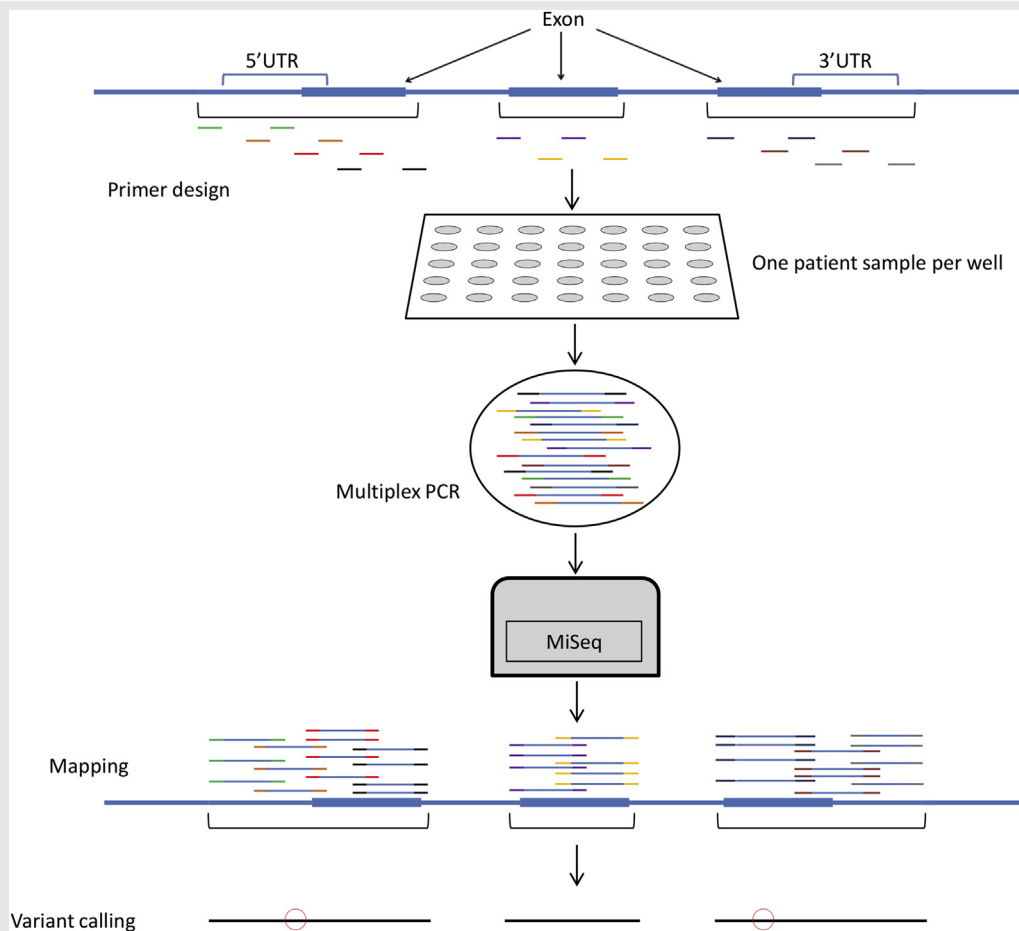 Exon
5’UTR
3’UTR
Primer design
One patient sample per well
Multiplex PCR
MiSeq
Mapping
Variant calling